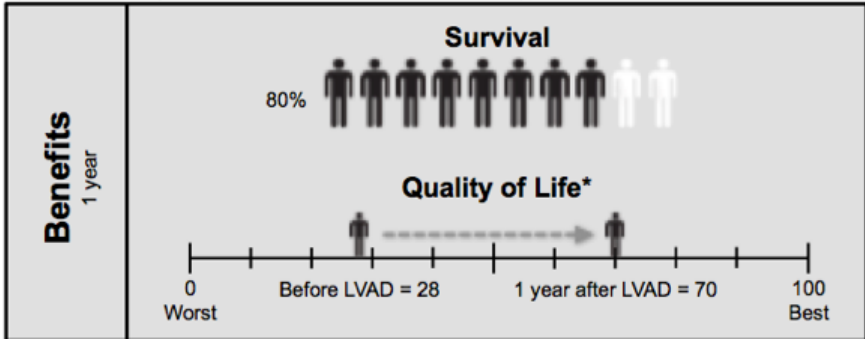 Benefits
1 year
Survival
80%
Quality of Life*
0 Before LVAD = 28 1 year after LVAD = 70 100
Worst Best